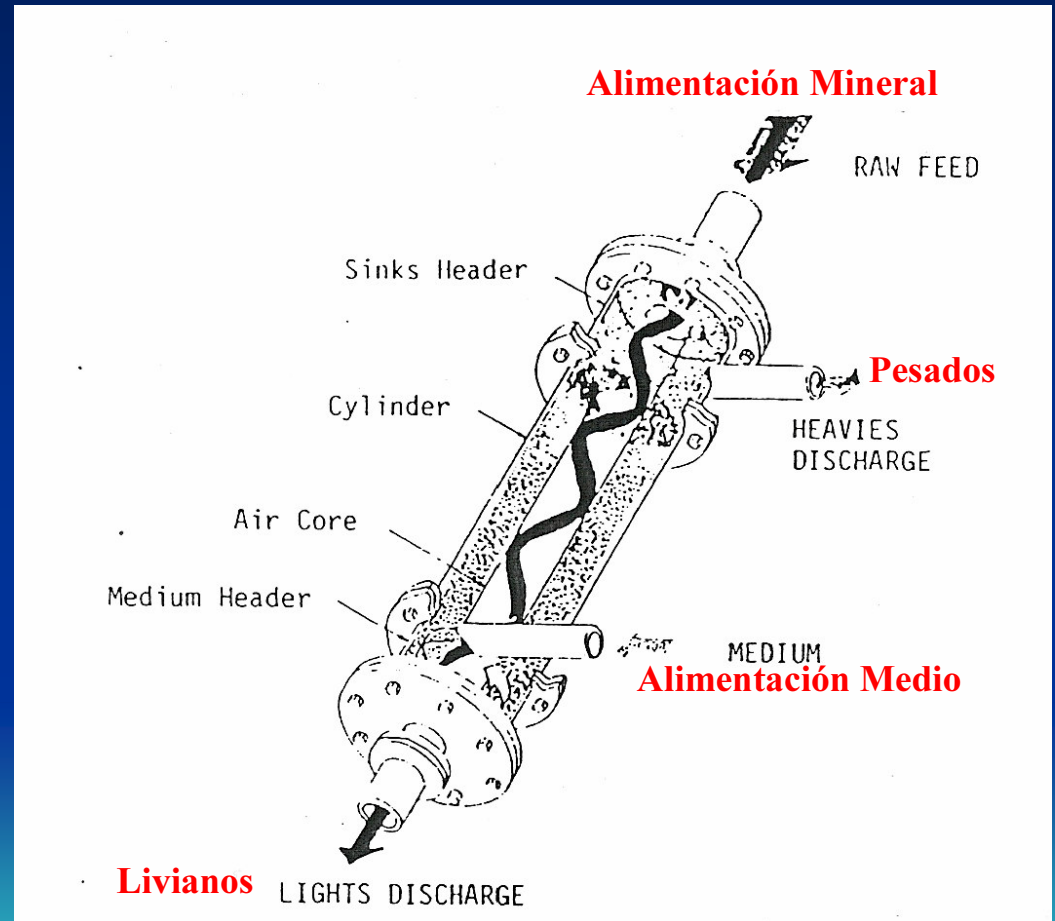 Alimentación Mineral
RAW FEED
Sinks Header
Pesados
Cylinder
HEAVIES
DISCHARGE
Air Core
Medium Header
MEDIUM
Alimentación Medio
Livianos
LIGHTS DISCHARGE